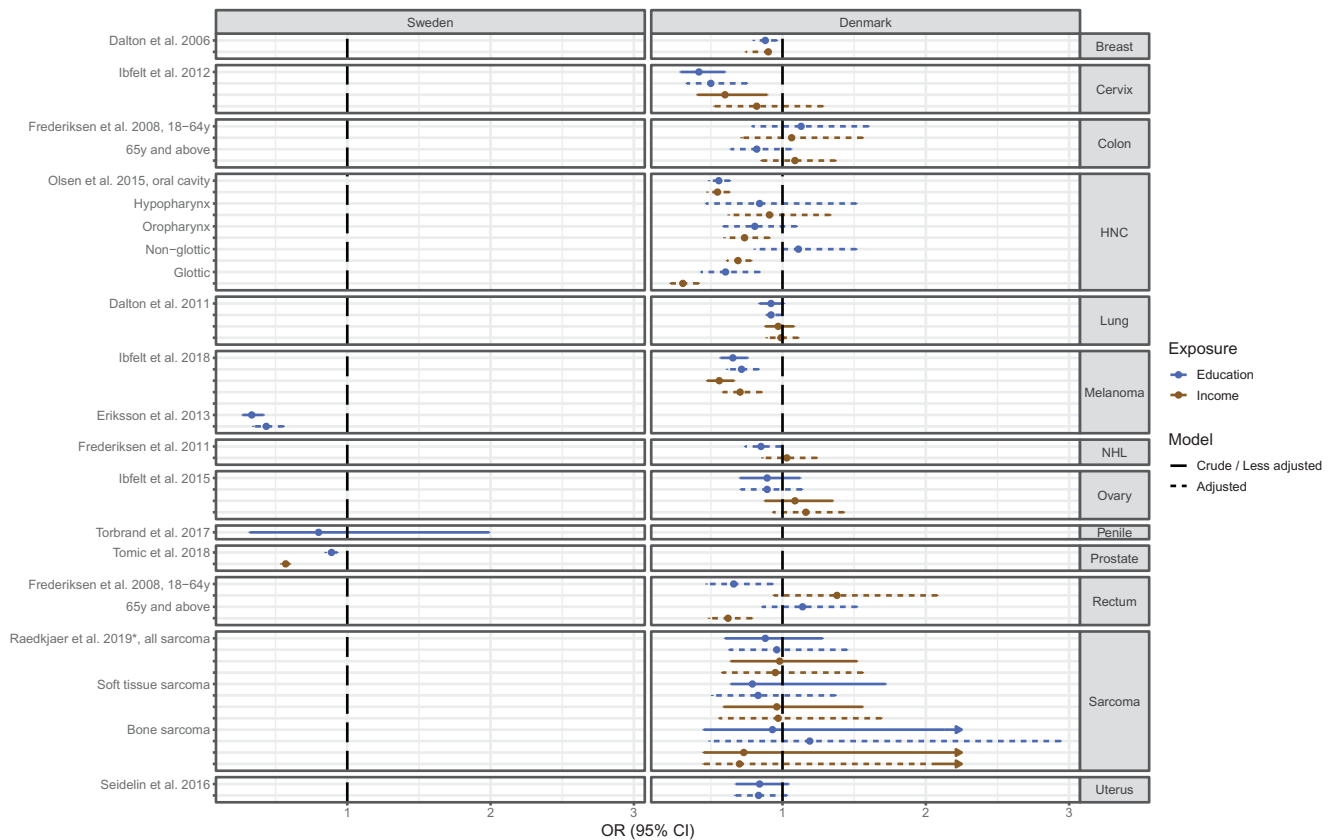 Sweden
Denmark
Dalton et al. 2006
Breast
Ibfelt et al. 2012
Cervix
Frederiksen et al. 2008, 18−64y
65y and above
Colon
Olsen et al. 2015, oral cavity
Hypopharynx
Oropharynx
Non−glottic
Glottic
HNC
Dalton et al. 2011
Lung
Ibfelt et al. 2018
Eriksson et al. 2013
Melanoma
Frederiksen et al. 2011
NHL
Ibfelt et al. 2015
Ovary
Torbrand et al. 2017
Penile
Tomic et al. 2018
Prostate
Frederiksen et al. 2008, 18−64y
65y and above
Rectum
Raedkjaer et al. 2019*, all sarcoma
Soft tissue sarcoma
Bone sarcoma
Sarcoma
Seidelin et al. 2016
Uterus
1 2 3 1 2 3
OR (95% CI)
Exposure
Education
Income
Model
Crude / Less adjusted
Adjusted